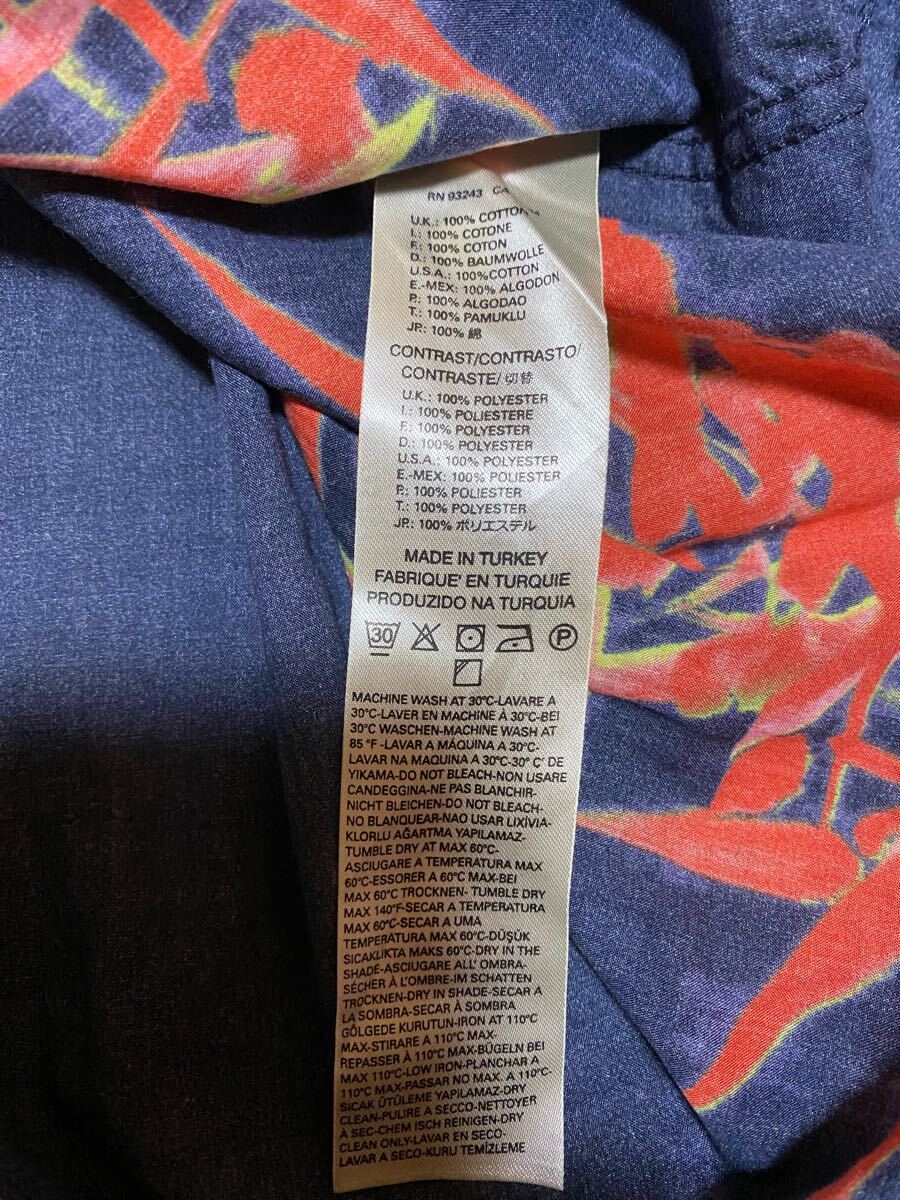 RN 93243 CA
U.K.: 100% COTTON
I.: 100% COTONE
F.: 100% COTON
D.: 100% BAUMWOLLE
U.S.A.: 100%COTTON
E.-MEX: 100% ALGODON
P.: 100% ALGODAO
T.: 100% PAMUKLU
JP.: 100% 綿
CONTRAST/CONTRASTO/
CONTRASTE/ 切替
U.K.: 100% POLYESTER
I.: 100% POLIESTERE
F.: 100% POLYESTER
D.: 100% POLYESTER
U.S.A.: 100% POLYESTER
E.-MEX: 100% POLIESTER
P.: 100% POLIESTER
T.: 100% POLYESTER
JP.: 100% ポリエステル
MADE IN TURKEY
FABRIQUE' EN TURQUIE
PRODUZIDO NA TURQUIA
30 P
MACHINE WASH AT 30°C-LAVARE A
30°C-LAVER EN MACHINE À 30°C-BEI
30°C WASCHEN-MACHINE WASH AT
85 °F -LAVAR A MÁQUINA A 30°C-
LAVAR NA MAQUINA A 30°C-30° C' DE
YIKAMA-DO NOT BLEACH-NON USARE
CANDEGGINA-NE PAS BLANCHIR-
NICHT BLEICHEN-DO NOT BLEACH-
NO BLANQUEAR-NAO USAR LIXÍVIA-
KLORLU AĞARTMA YAPILAMAZ-
TUMBLE DRY AT MAX 60°C-
ASCIUGARE A TEMPERATURA MAX
60°C-ESSORER A 60°C MAX-BEI
MAX 60°C TROCKNEN- TUMBLE DRY
MAX 140°F-SECAR A TEMPERATURA
MAX 60°C-SECAR A UMA
TEMPERATURA MAX 60°C-DÜŞÜK
SICAKLIKTA MAKS 60°C-DRY IN THE
SHADE-ASCIUGARE ALL' OMBRA-
SÉCHER À L'OMBRE-IM SCHATTEN
TROCKNEN-DRY IN SHADE-SECAR A
LA SOMBRA-SECAR À SOMBRA
GÖLGEDE KURUTUN-IRON AT 110°C
MAX-STIRARE A 110°C MAX-
REPASSER À 110°C MAX-BÜGELN BEI
MAX 110°C-LOW IRON-PLANCHAR A
110°C MAX-PASSAR NO MAX. A 110°C-
SICAK ÜTÜLEME YAPILAMAZ-DRY
CLEAN-PULIRE A SECCO-NETTOYER
À SEC-CHEM ISCH REINIGEN-DRY
CLEAN ONLY-LAVAR EN SECO-
LAVAR A SECO-KURU TEMİZLEME